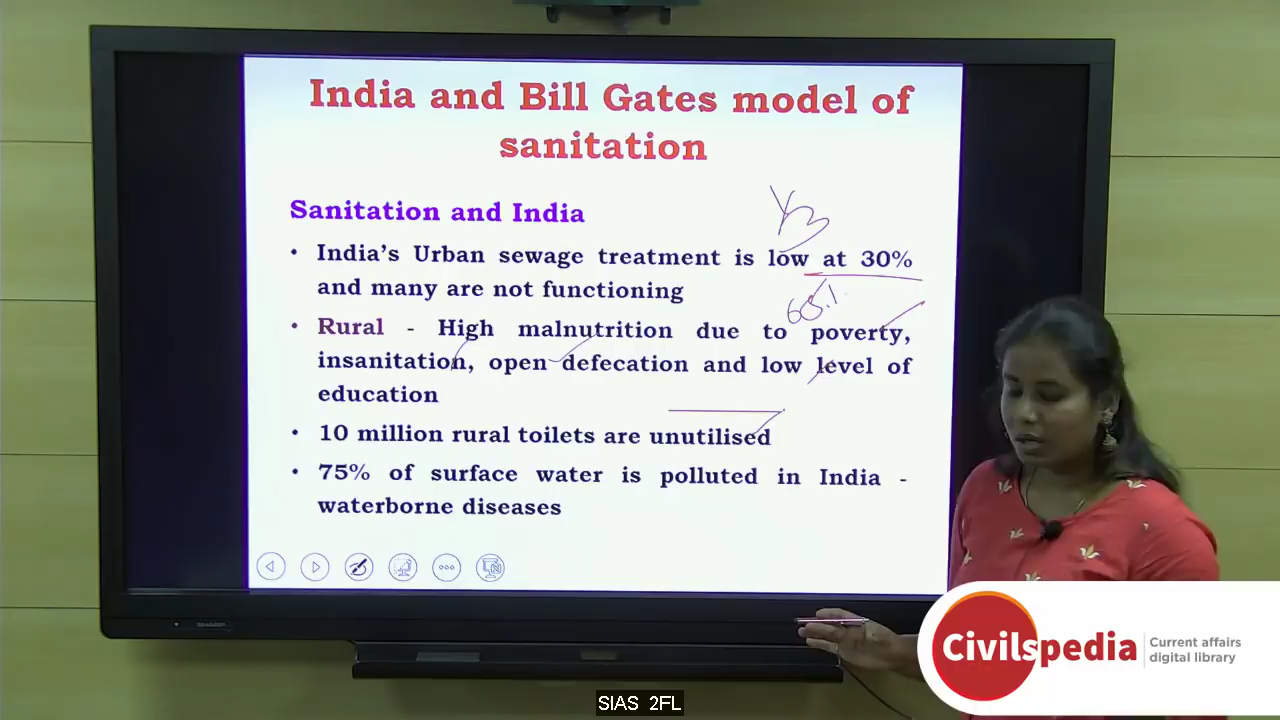 India and Bill Gates model of
sanitation
Sanitation and India
• India's Urban sewage treatment is low at 30%
and many are not functioning
• Rural - High malnutrition due to poverty,
insanitation, open defecation and low level of
education
• 10 million rural toilets are unutilised
• 75% of surface water is polluted in India -
waterborne diseases
SHARP
Civilspedia
Current affairs
digital library
SIAS 2FL